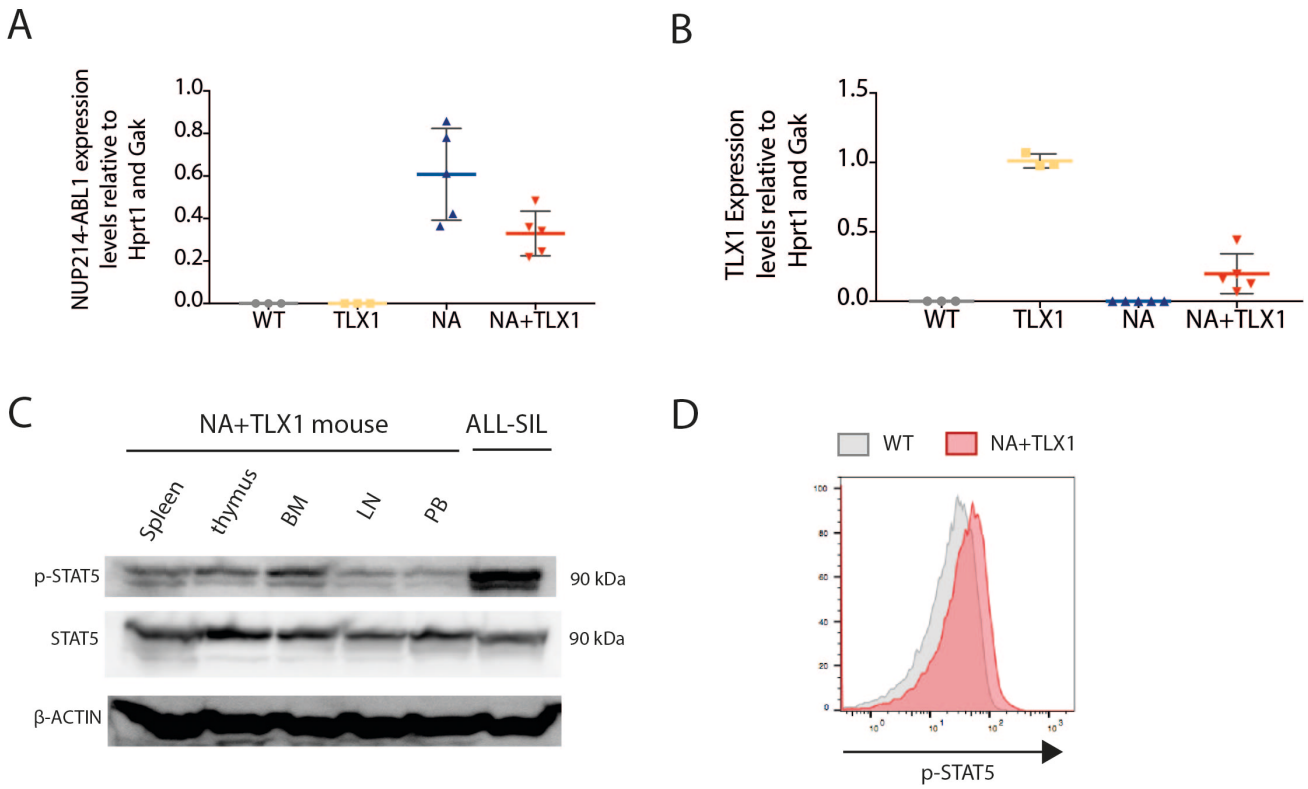 A
NUP214-ABL1 expression
levels relative to
Hprt1 and Gak
1.0
0.8
0.6
0.4
0.2
0.0
WT TLX1 NA NA+TLX1
B
TLX1 Expression
levels relative to
Hprt1 and Gak
1.5
1.0
0.5
0.0
WT TLX1 NA NA+TLX1
C
NA+TLX1 mouse ALL-SIL
Spleen thymus BM LN PB
p-STAT5 90 kDa
STAT5 90 kDa
β-ACTIN
D
WT NA+TLX1
100
80
60
40
20
0
10⁰ 10¹ 10² 10³
p-STAT5